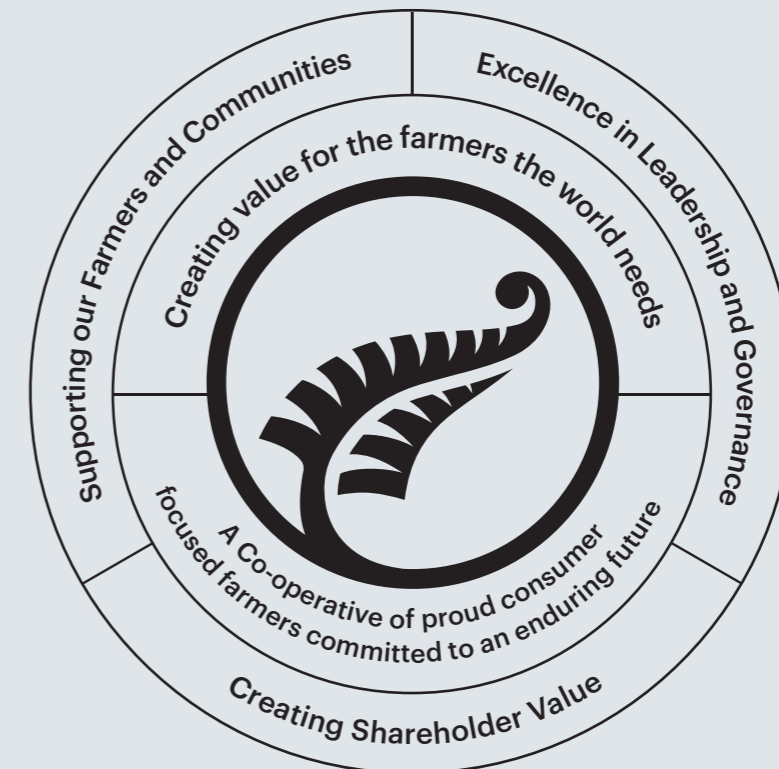 Supporting our Farmers and Communities
Excellence in Leadership and Governance
Creating value for the farmers the world needs
A Co-operative of proud consumer
focused farmers committed to an enduring future
Creating Shareholder Value